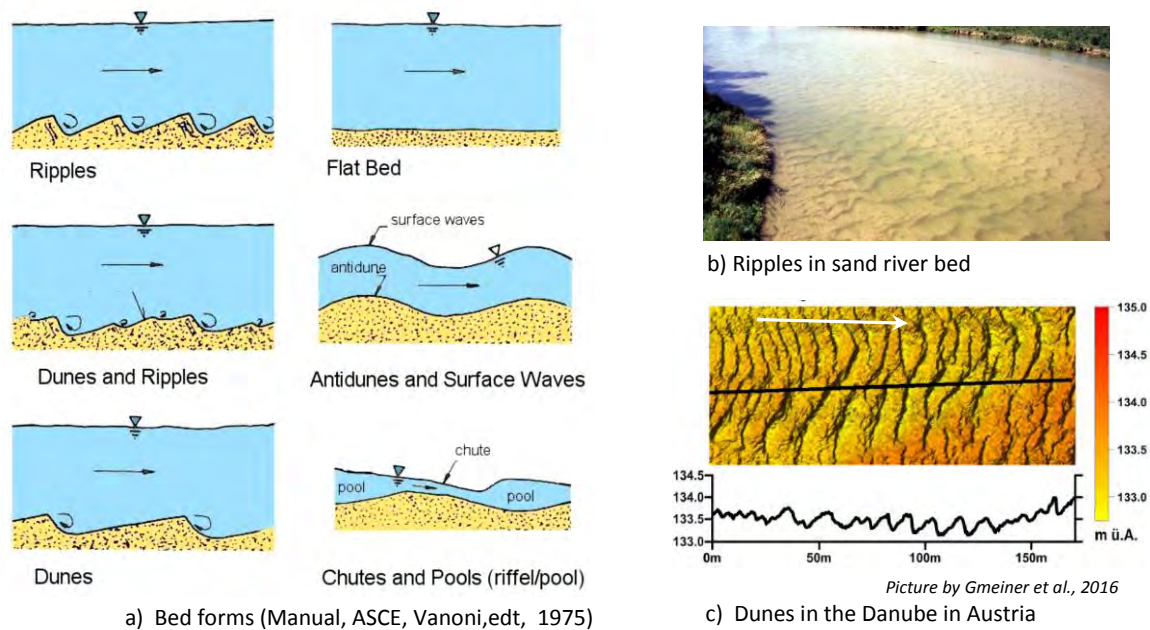 Ripples
Flat Bed
surface waves
antidune
Dunes and Ripples
Antidunes and Surface Waves
chute
pool
pool
Dunes
Chutes and Pools (riffel/pool)
a) Bed forms (Manual, ASCE, Vanoni,edt, 1975)
b) Ripples in sand river bed
135.0
134.5
134.0
133.5
133.0
m ü.A.
134.5
134.0
133.5
133.0
0m
50m
100m
150m
Picture by Gmeiner et al., 2016
c) Dunes in the Danube in Austria